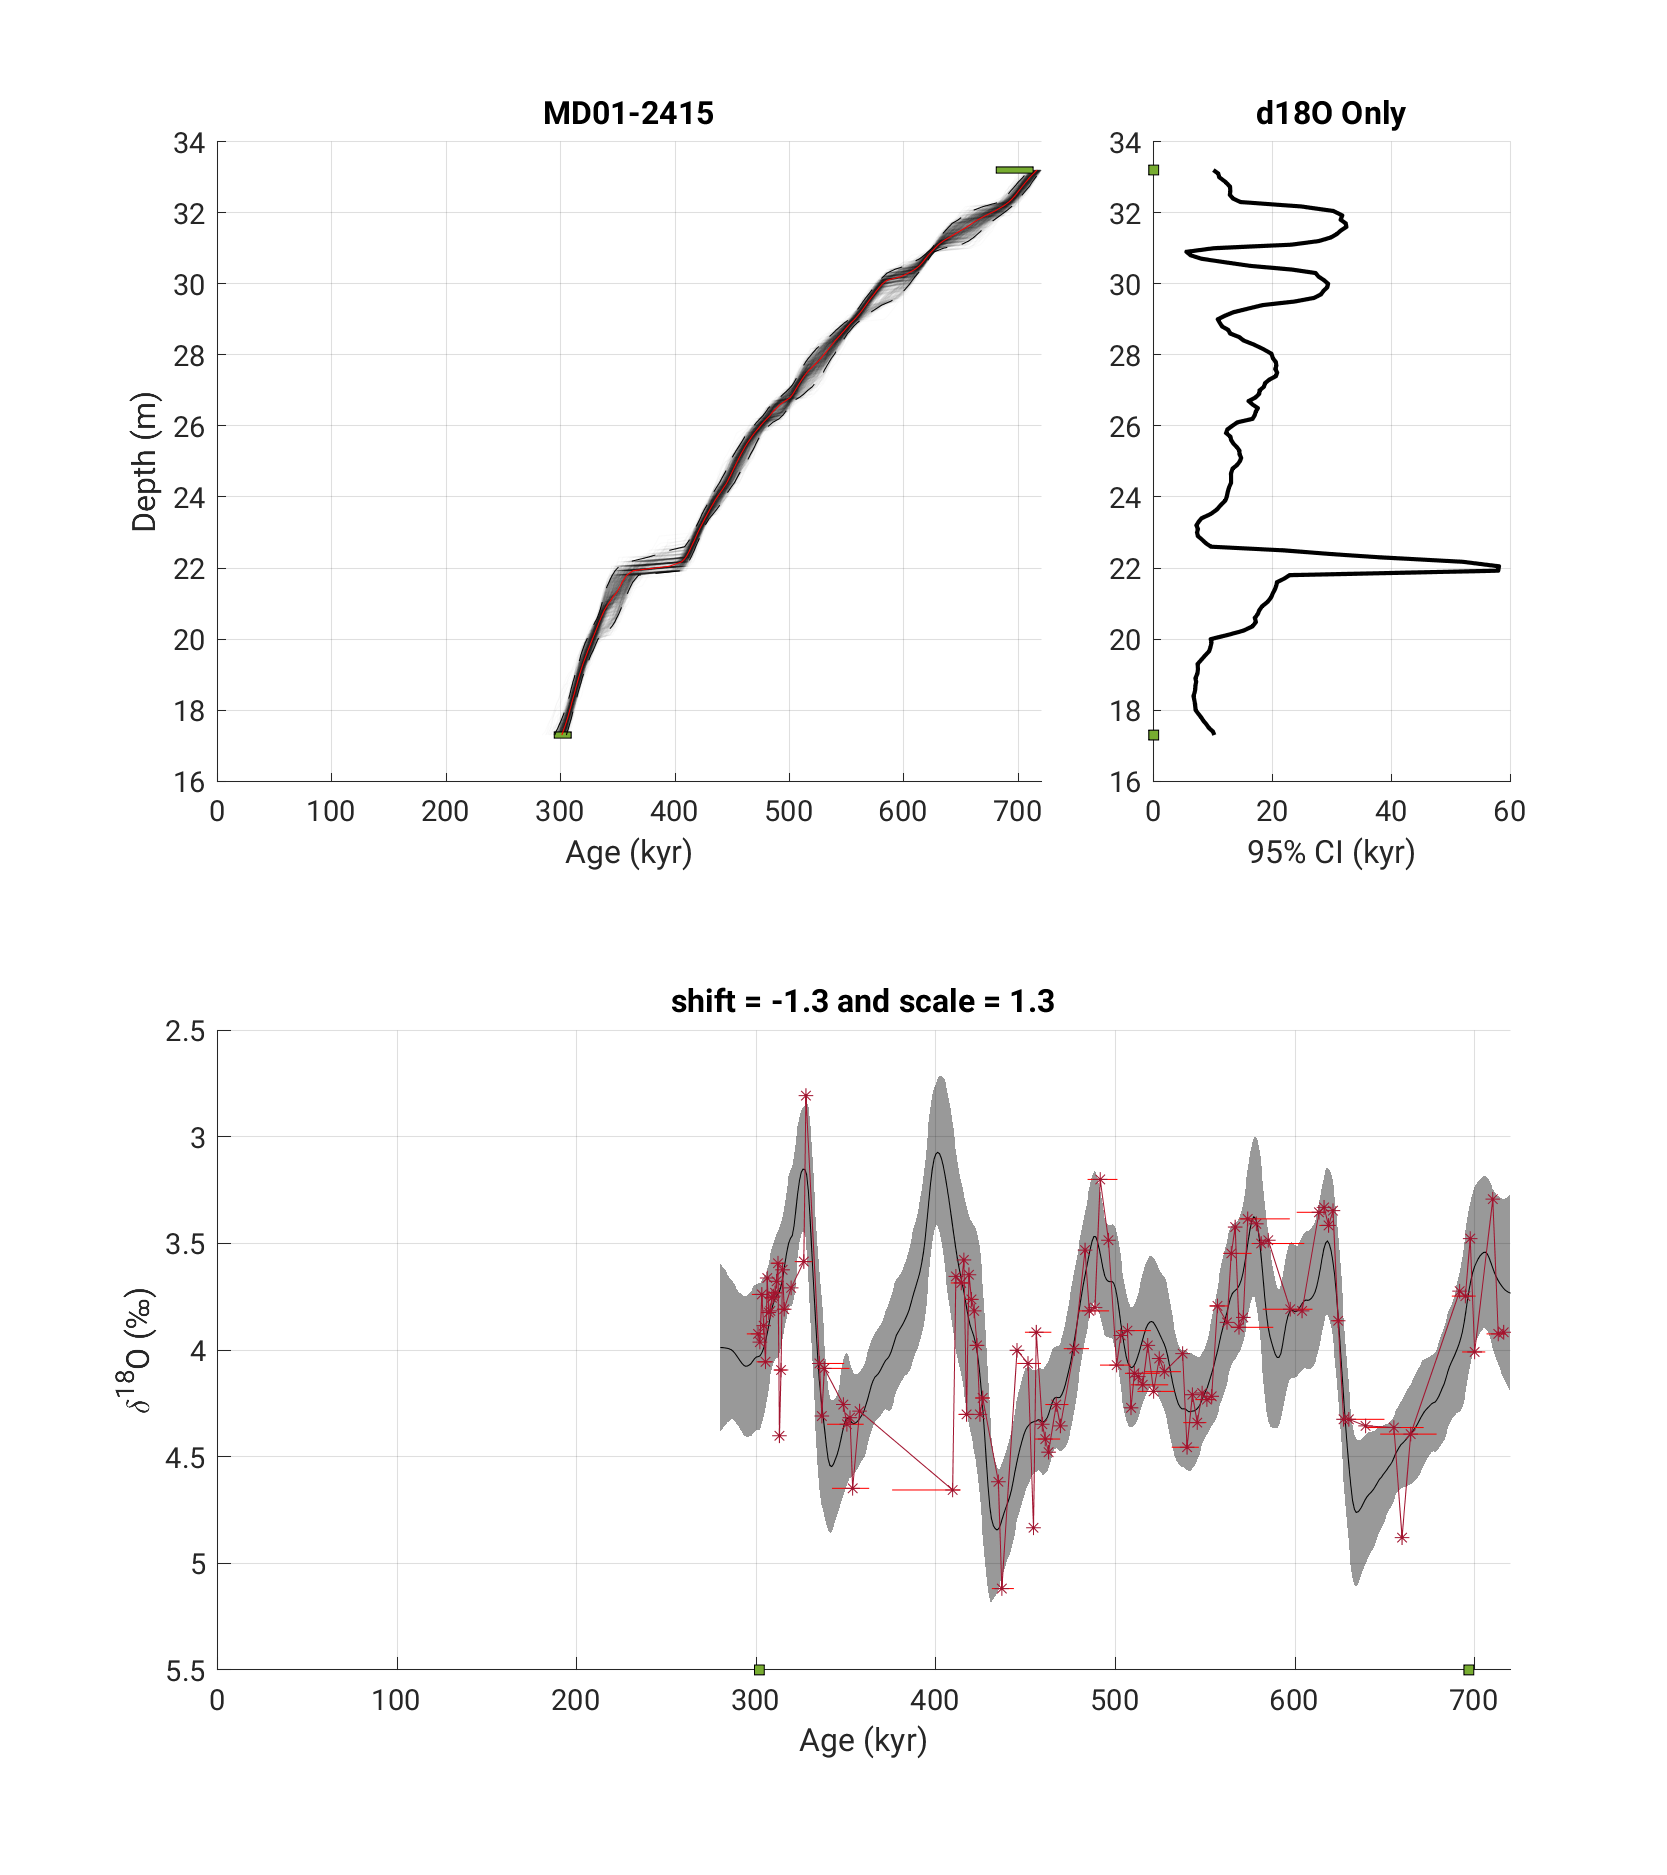 MD01-2415
d18O Only
34
32
30
28
26
24
22
20
18
16
Depth (m)
0 100 200 300 400 500 600 700
Age (kyr)
34
32
30
28
26
24
22
20
18
16
0 20 40 60
95% CI (kyr)
shift = -1.3 and scale = 1.3
2.5
3
3.5
4
4.5
5
5.5
δ18O (‰)
0 100 200 300 400 500 600 700
Age (kyr)